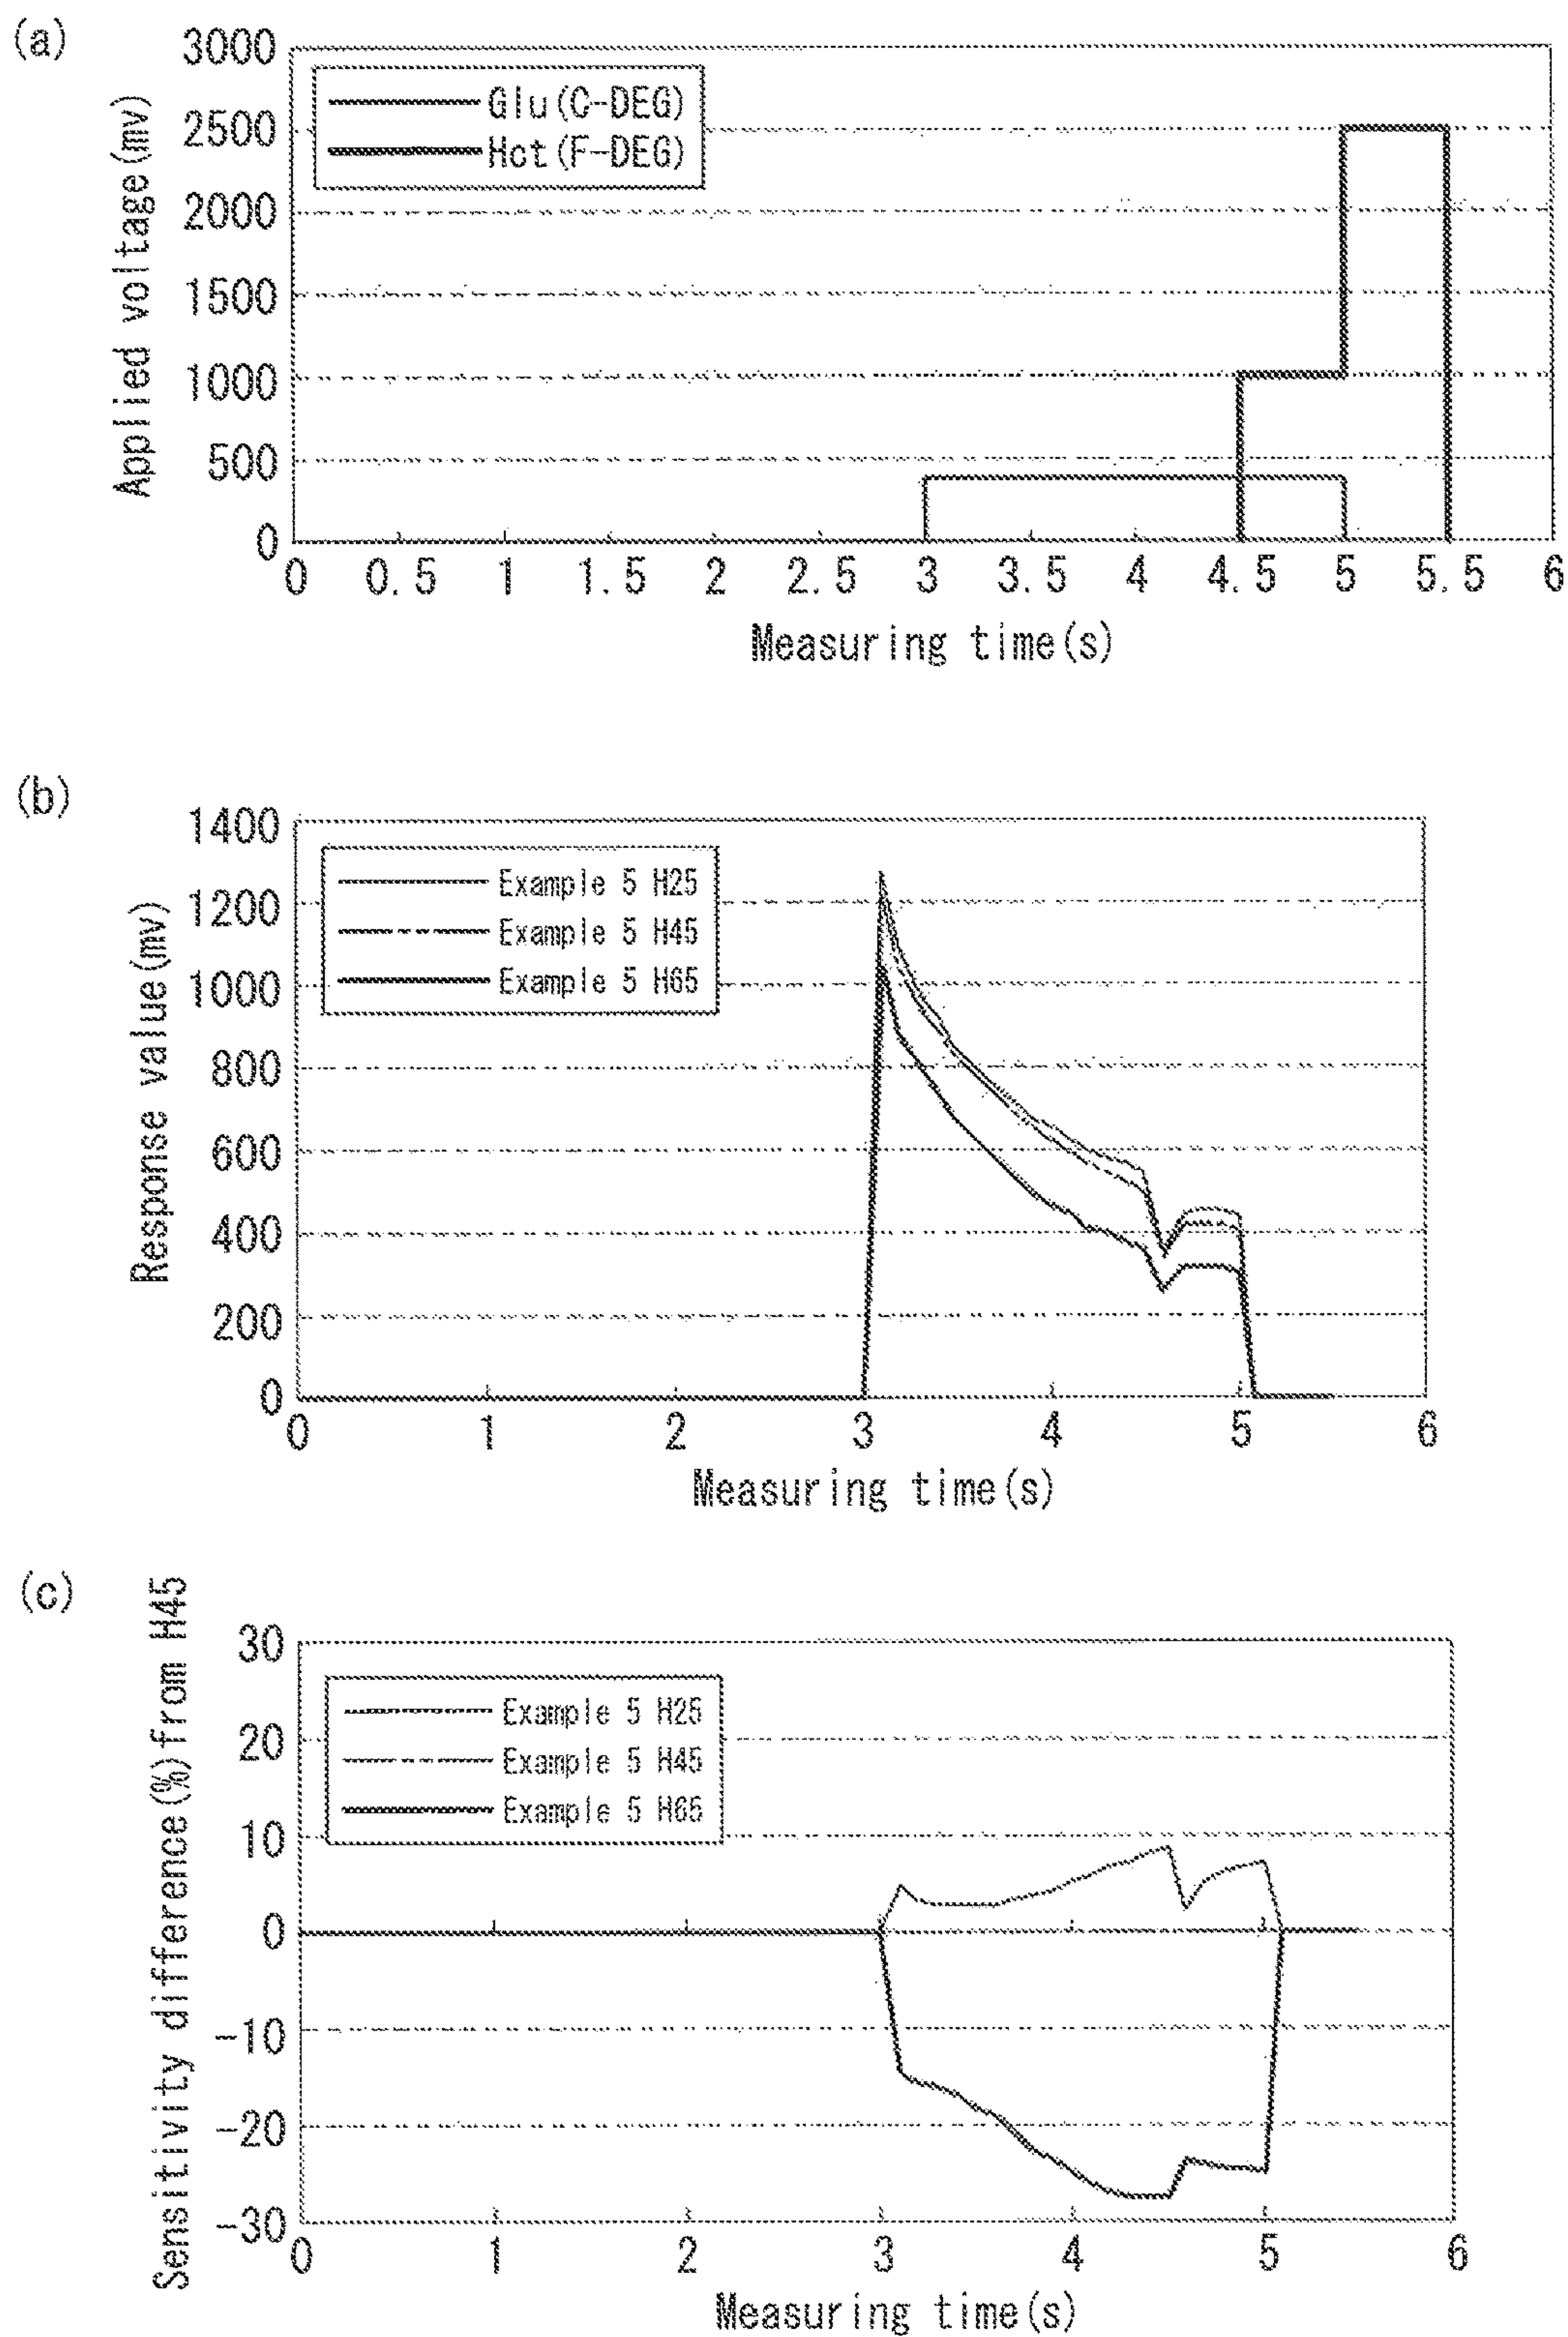 (a)
Applied voltage(mv)
3000
2500
2000
1500
1000
500
0
Glu(C-DEG)
Hct(F-DEG)
0 0.5 1 1.5 2 2.5 3 3.5 4 4.5 5 5.5 6
Measuring time(s)
(b)
Response value(mv)
1400
1200
1000
800
600
400
200
0
Example 5 H25
Example 5 H45
Example 5 H65
0 1 2 3 4 5 6
Measuring time(s)
(c)
Sensitivity difference(%)from H45
30
20
10
0
-10
-20
-30
Example 5 H25
Example 5 H45
Example 5 H65
0 1 2 3 4 5 6
Measuring time(s)